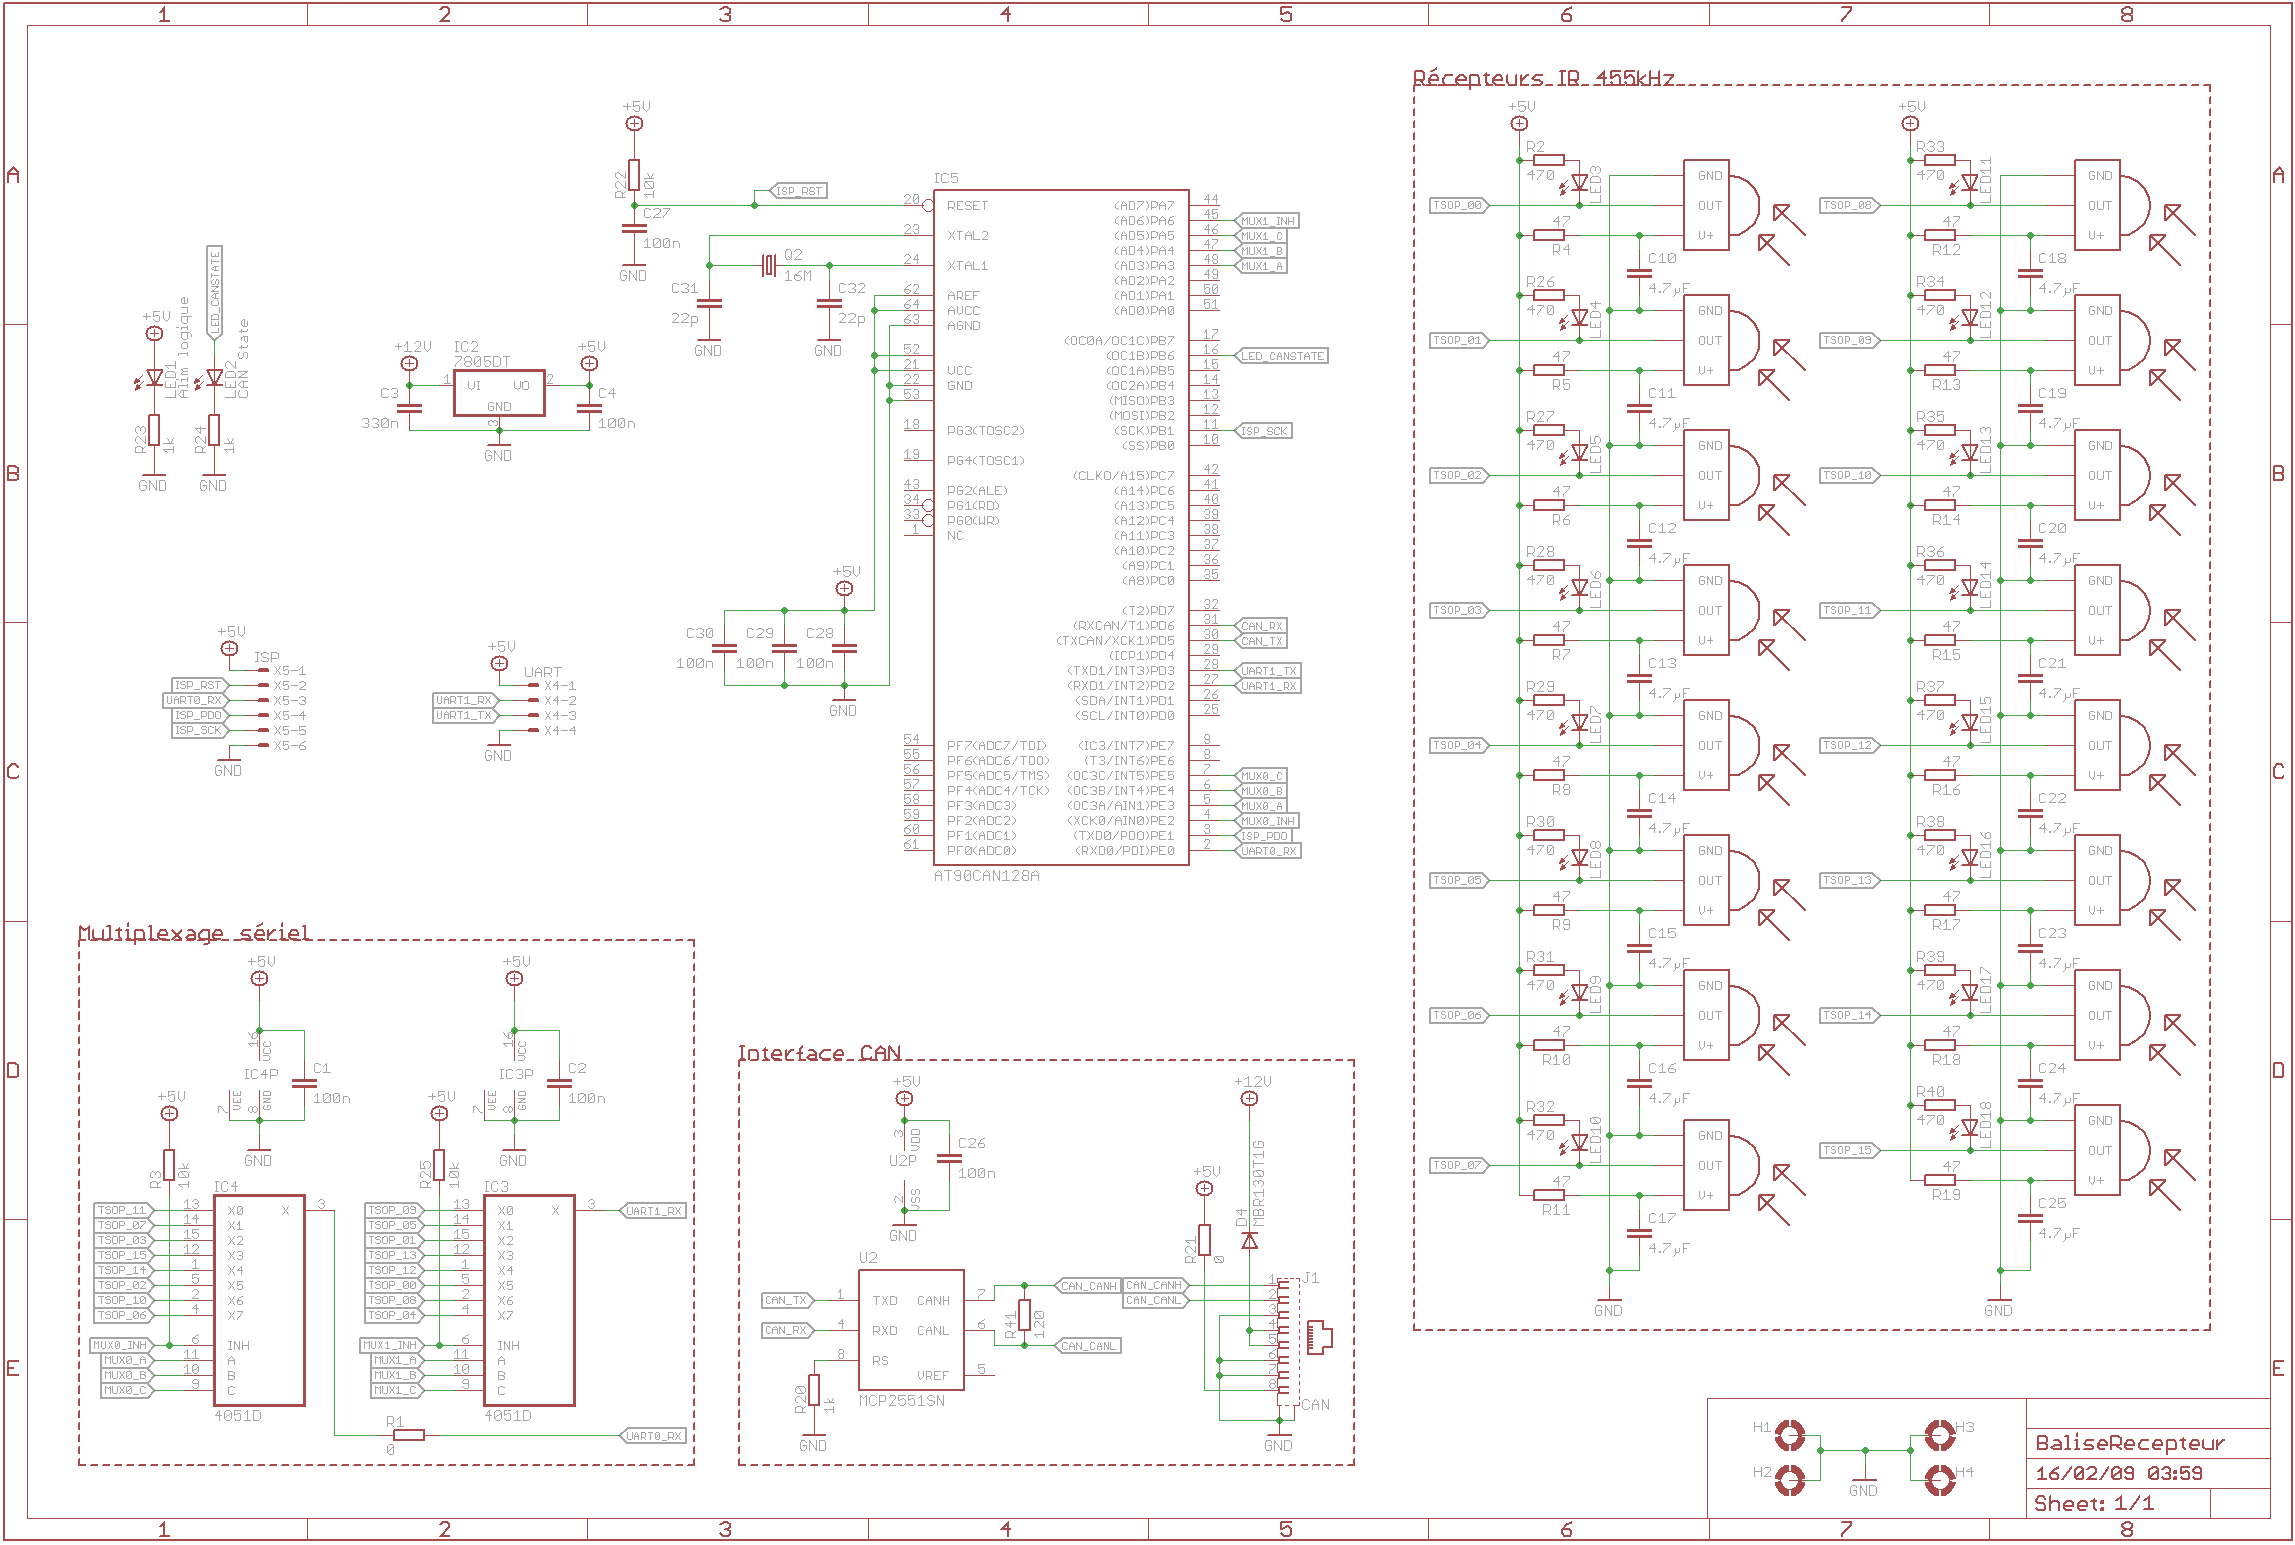 1 2 3 4 5 6 7 8
A
B
C
D
E
+5V
R22
10k
C27
100n
GND
ISP_RST
C31
22p
GND
Q2
16M
C32
22p
GND
LED_CANSTATE
+5V
LED1
Alim logique
R23
1k
GND
LED2
CAN State
R24
1k
GND
+12V
C3
330n
IC2
7805DT
1 VI VO 2
GND
3
GND
+5V
C4
100n
+5V
ISP
X5-1
ISP_RST X5-2
UART0_RX X5-3
ISP_PDO X5-4
ISP_SCK X5-5
X5-6
GND
+5V
UART
X4-1
UART1_RX X4-2
UART1_TX X4-3
X4-4
GND
+5V
C30
100n
C29
100n
C28
100n
GND
IC5
20 RESET
23 XTAL2
24 XTAL1
62 AREF
64 AVCC
63 AGND
52
21 VCC
22 GND
53
18 PG3(TOSC2)
19 PG4(TOSC1)
43 PG2(ALE)
34 PG1(RD)
33 PG0(WR)
1 NC
54 PF7(ADC7/TDI)
55 PF6(ADC6/TDO)
56 PF5(ADC5/TMS)
57 PF4(ADC4/TCK)
58 PF3(ADC3)
59 PF2(ADC2)
60 PF1(ADC1)
61 PF0(ADC0)
(AD7)PA7 44
(AD6)PA6 45 MUX1_INH
(AD5)PA5 46 MUX1_C
(AD4)PA4 47 MUX1_B
(AD3)PA3 48 MUX1_A
(AD2)PA2 49
(AD1)PA1 50
(AD0)PA0 51
(OC0A/OC1C)PB7 17
(OC1B)PB6 16 LED_CANSTATE
(OC1A)PB5 15
(OC2A)PB4 14
(MISO)PB3 13
(MOSI)PB2 12
(SCK)PB1 11 ISP_SCK
(SS)PB0 10
(CLKO/A15)PC7 42
(A14)PC6 41
(A13)PC5 40
(A12)PC4 39
(A11)PC3 38
(A10)PC2 37
(A9)PC1 36
(A8)PC0 35
(T2)PD7 32
(RXCAN/T1)PD6 31 CAN_RX
(TXCAN/XCK1)PD5 30 CAN_TX
(ICP1)PD4 29
(TXD1/INT3)PD3 28 UART1_TX
(RXD1/INT2)PD2 27 UART1_RX
(SDA/INT1)PD1 26
(SCL/INT0)PD0 25
(IC3/INT7)PE7 9
(T3/INT6)PE6 8
(OC3C/INT5)PE5 7 MUX0_C
(OC3B/INT4)PE4 6 MUX0_B
(OC3A/AIN1)PE3 5 MUX0_A
(XCK0/AIN0)PE2 4 MUX0_INH
(TXD0/PDO)PE1 3 ISP_PDO
(RXD0/PDI)PE0 2 UART0_RX
AT90CAN128A
Récepteurs IR 455kHz
+5V
R2 470 LED3 GND
TSOP_00 OUT
47 R4 V+
C10 4.7µF
R26 470 LED4 GND
TSOP_01 OUT
47 R5 V+
C11 4.7µF
R27 470 LED5 GND
TSOP_02 OUT
47 R6 V+
C12 4.7µF
R28 470 LED6 GND
TSOP_03 OUT
47 R7 V+
C13 4.7µF
R29 470 LED7 GND
TSOP_04 OUT
47 R8 V+
C14 4.7µF
R30 470 LED8 GND
TSOP_05 OUT
47 R9 V+
C15 4.7µF
R31 470 LED9 GND
TSOP_06 OUT
47 R10 V+
C16 4.7µF
R32 470 LED10 GND
TSOP_07 OUT
47 R11 V+
C17 4.7µF
GND
+5V
R33 470 LED11 GND
TSOP_08 OUT
47 R12 V+
C18 4.7µF
R34 470 LED12 GND
TSOP_09 OUT
47 R13 V+
C19 4.7µF
R35 470 LED13 GND
TSOP_10 OUT
47 R14 V+
C20 4.7µF
R36 470 LED14 GND
TSOP_11 OUT
47 R15 V+
C21 4.7µF
R37 470 LED15 GND
TSOP_12 OUT
47 R16 V+
C22 4.7µF
R38 470 LED16 GND
TSOP_13 OUT
47 R17 V+
C23 4.7µF
R39 470 LED17 GND
TSOP_14 OUT
47 R18 V+
C24 4.7µF
R40 470 LED18 GND
TSOP_15 OUT
47 R19 V+
C25 4.7µF
GND
Multiplexage sériel
+5V
16 VCC
IC4P
7 VEE 8 GND
C1
100n
GND
+5V
16 VCC
IC3P
7 VEE 8 GND
C2
100n
GND
+5V
R3
10k
IC4
TSOP_11 13 X0 X 3
TSOP_07 14 X1
TSOP_03 15 X2
TSOP_15 12 X3
TSOP_14 1 X4
TSOP_02 5 X5
TSOP_10 2 X6
TSOP_06 4 X7
MUX0_INH 6 INH
MUX0_A 11 A
MUX0_B 10 B
MUX0_C 9 C
4051D
+5V
R25
10k
IC3
TSOP_09 13 X0 X 3 UART1_RX
TSOP_05 14 X1
TSOP_01 15 X2
TSOP_13 12 X3
TSOP_12 1 X4
TSOP_00 5 X5
TSOP_08 2 X6
TSOP_04 4 X7
MUX1_INH 6 INH
MUX1_A 11 A
MUX1_B 10 B
MUX1_C 9 C
4051D
R1
0
UART0_RX
Interface CAN
+5V
3 VDD
U2P
2 VSS
C26
100n
GND
U2
CAN_TX 1 TXD CANH 7
CAN_RX 4 RXD CANL 6
8 RS
VREF 5
MCP2551SN
R20
1k
GND
R41
120
CAN_CANH
CAN_CANL
+12V
MBR130T1G
D4
+5V
R21
0
CAN_CANH 1 J1
CAN_CANL 2
3
4
5
6
7
8
CAN
GND
H1
H2
H3
H4
GND
BaliseRecepteur
16/02/09 03:59
Sheet: 1/1
A
B
C
D
E
1 2 3 4 5 6 7 8